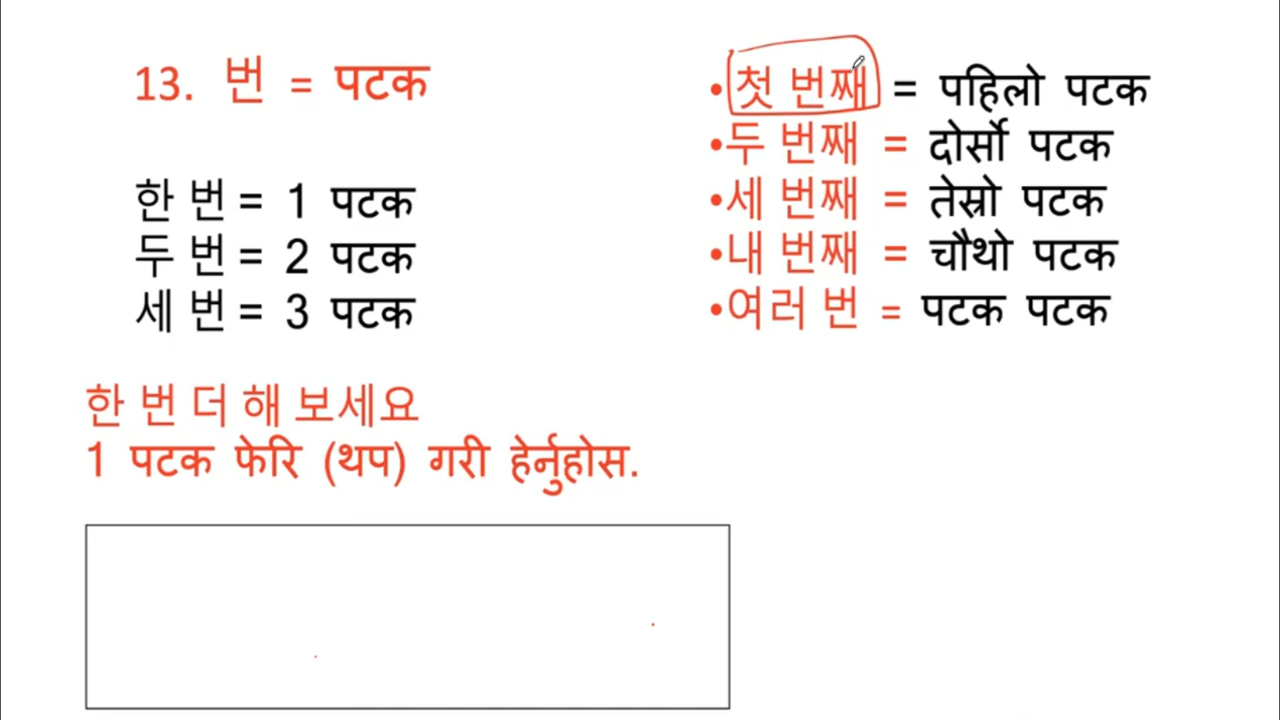 13. 번 = पटक
한 번 = 1 पटक
두 번 = 2 पटक
세 번 = 3 पटक
한 번 더 해 보세요
1 पटक फेरि (थप) गरी हेर्नुहोस.
•첫 번째 = पहिलो पटक
•두 번째 = दोर्सो पटक
•세 번째 = तेस्रो पटक
•내 번째 = चौथो पटक
•여러 번 = पटक पटक